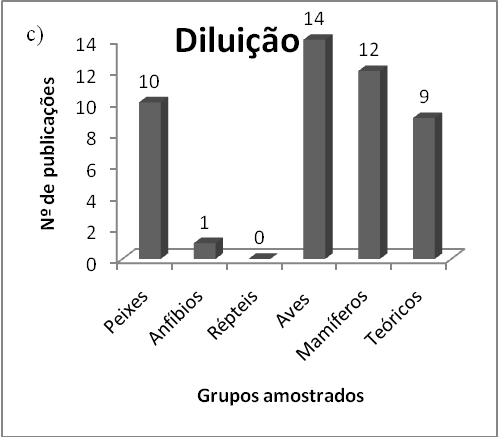 c)
Diluição
Nº de publicações
14
12
10
8
6
4
2
0
10
1
0
14
12
9
Peixes
Anfíbios
Répteis
Aves
Mamíferos
Teóricos
Grupos amostrados